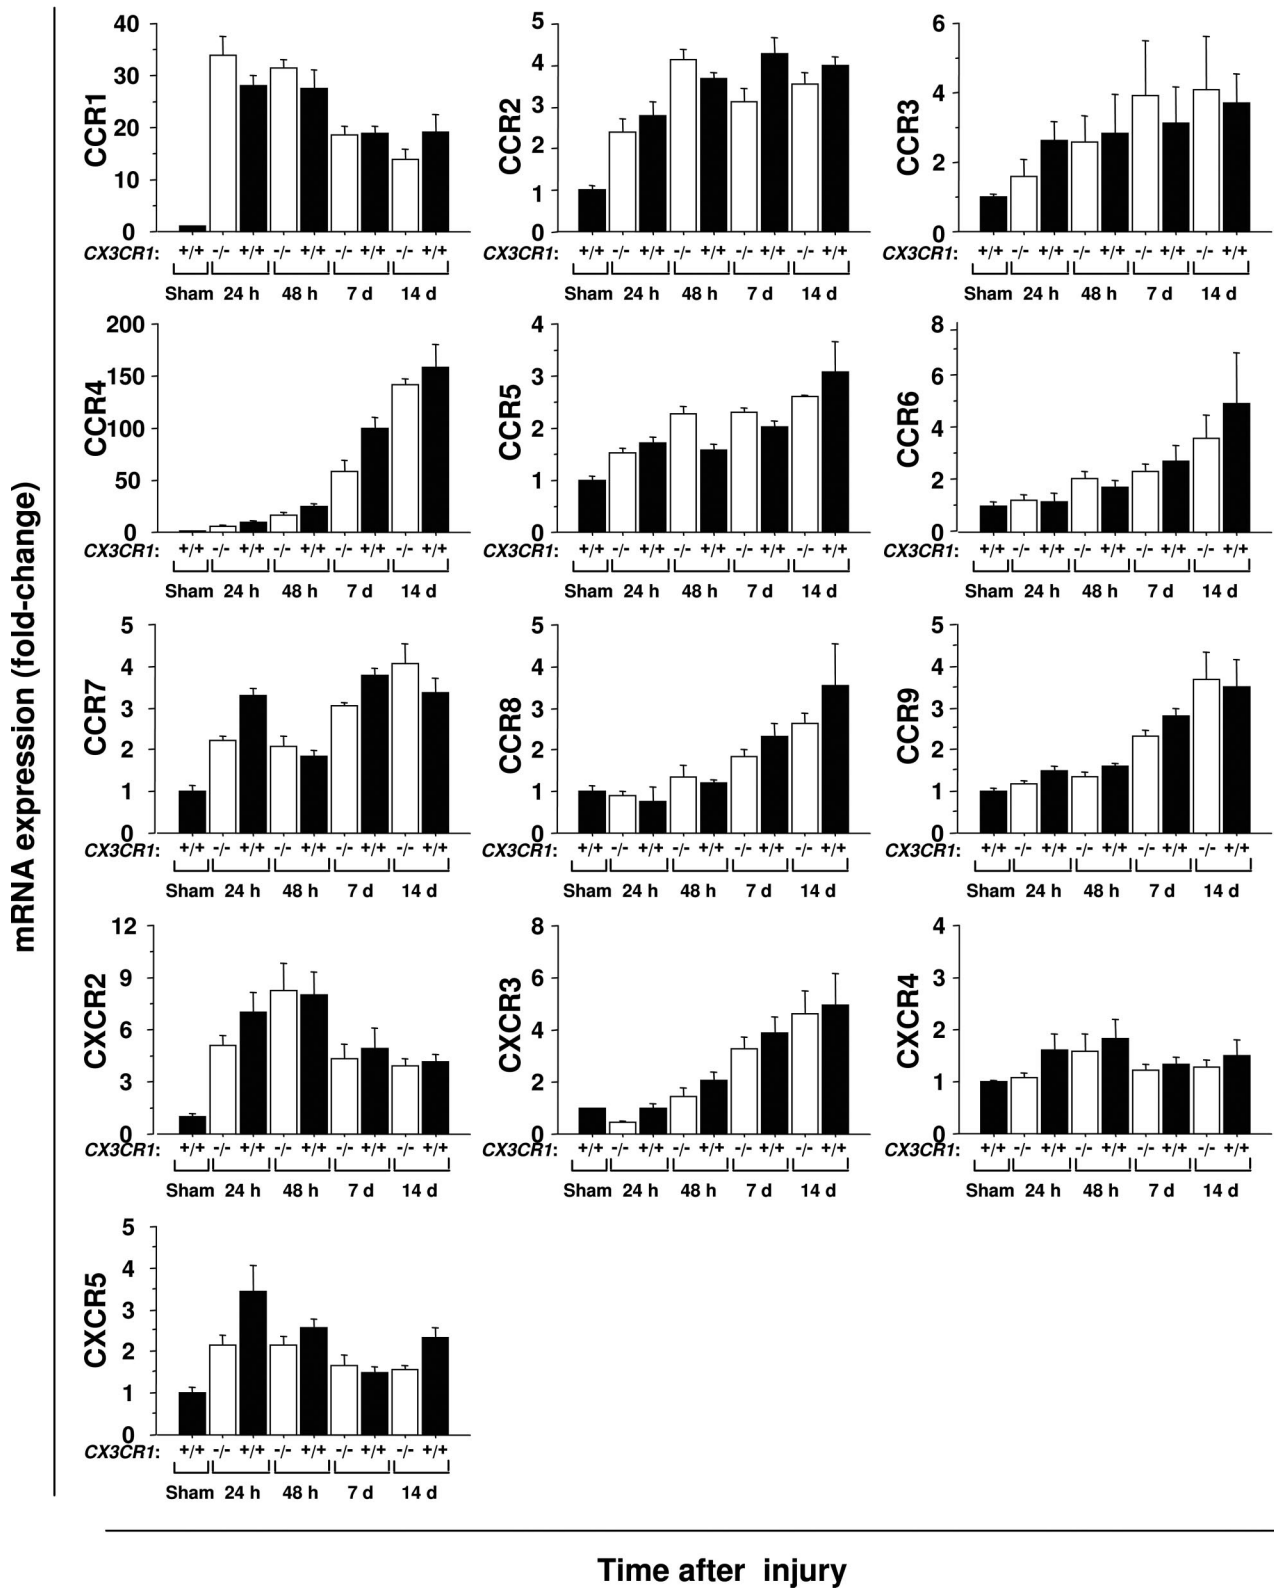 mRNA expression (fold-change)
CCR1
40
30
20
10
0
CX3CR1: +/+ -/- +/+ -/- +/+ -/- +/+ -/- +/+
Sham 24 h 48 h 7 d 14 d
CCR2
5
4
3
2
1
0
CX3CR1: +/+ -/- +/+ -/- +/+ -/- +/+ -/- +/+
Sham 24 h 48 h 7 d 14 d
CCR3
6
4
2
0
CX3CR1: +/+ -/- +/+ -/- +/+ -/- +/+ -/- +/+
Sham 24 h 48 h 7 d 14 d
CCR4
200
150
100
50
0
CX3CR1: +/+ -/- +/+ -/- +/+ -/- +/+ -/- +/+
Sham 24 h 48 h 7 d 14 d
CCR5
4
3
2
1
0
CX3CR1: +/+ -/- +/+ -/- +/+ -/- +/+ -/- +/+
Sham 24 h 48 h 7 d 14 d
CCR6
8
6
4
2
0
CX3CR1: +/+ -/- +/+ -/- +/+ -/- +/+ -/- +/+
Sham 24 h 48 h 7 d 14 d
CCR7
5
4
3
2
1
0
CX3CR1: +/+ -/- +/+ -/- +/+ -/- +/+ -/- +/+
Sham 24 h 48 h 7 d 14 d
CCR8
5
4
3
2
1
0
CX3CR1: +/+ -/- +/+ -/- +/+ -/- +/+ -/- +/+
Sham 24 h 48 h 7 d 14 d
CCR9
5
4
3
2
1
0
CX3CR1: +/+ -/- +/+ -/- +/+ -/- +/+ -/- +/+
Sham 24 h 48 h 7 d 14 d
CXCR2
12
9
6
3
0
CX3CR1: +/+ -/- +/+ -/- +/+ -/- +/+ -/- +/+
Sham 24 h 48 h 7 d 14 d
CXCR3
8
6
4
2
0
CX3CR1: +/+ -/- +/+ -/- +/+ -/- +/+ -/- +/+
Sham 24 h 48 h 7 d 14 d
CXCR4
4
3
2
1
0
CX3CR1: +/+ -/- +/+ -/- +/+ -/- +/+ -/- +/+
Sham 24 h 48 h 7 d 14 d
CXCR5
5
4
3
2
1
0
CX3CR1: +/+ -/- +/+ -/- +/+ -/- +/+ -/- +/+
Sham 24 h 48 h 7 d 14 d
Time after injury